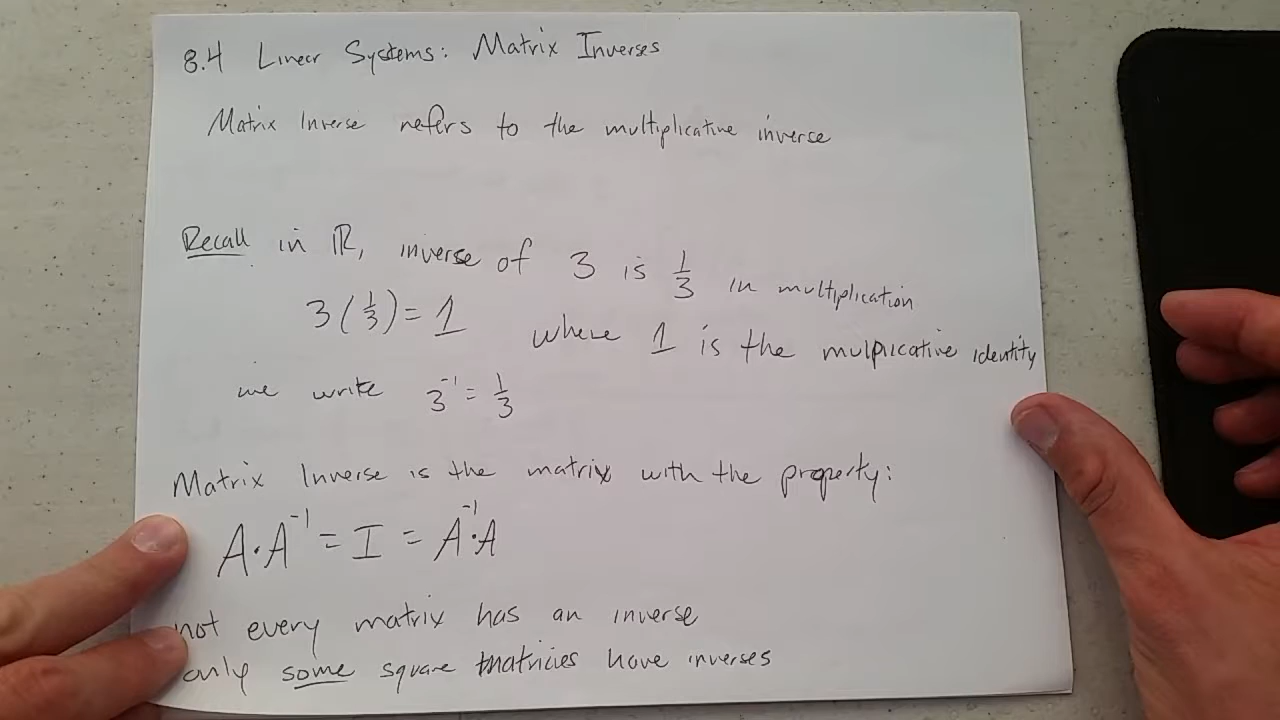 8.4 Linear Systems: Matrix Inverses
Matrix Inverse refers to the multiplicative inverse
Recall in ℝ, inverse of 3 is 1/3 in multiplication
3(1/3) = 1 where 1 is the mulplicative identity
we write 3⁻¹ = 1/3
Matrix Inverse is the matrix with the property:
A·A⁻¹ = I = A⁻¹·A
not every matrix has an inverse
only some square matricies have inverses